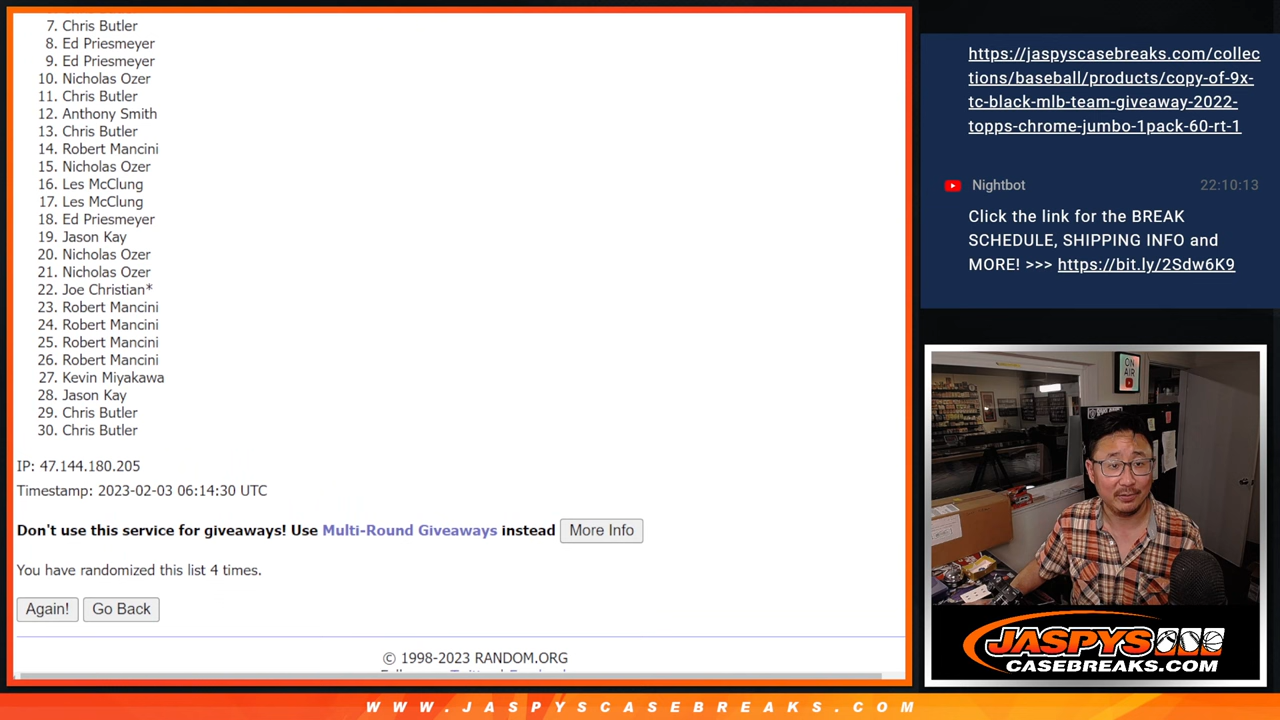 7. Chris Butler
8. Ed Priesmeyer
9. Ed Priesmeyer
10. Nicholas Ozer
11. Chris Butler
12. Anthony Smith
13. Chris Butler
14. Robert Mancini
15. Nicholas Ozer
16. Les McClung
17. Les McClung
18. Ed Priesmeyer
19. Jason Kay
20. Nicholas Ozer
21. Nicholas Ozer
22. Joe Christian*
23. Robert Mancini
24. Robert Mancini
25. Robert Mancini
26. Robert Mancini
27. Kevin Miyakawa
28. Jason Kay
29. Chris Butler
30. Chris Butler
IP: 47.144.180.205
Timestamp: 2023-02-03 06:14:30 UTC
Don't use this service for giveaways! Use Multi-Round Giveaways instead More Info
You have randomized this list 4 times.
Again! Go Back
© 1998-2023 RANDOM.ORG
https://jaspyscasebreaks.com/collec
tions/baseball/products/copy-of-9x-
tc-black-mlb-team-giveaway-2022-
topps-chrome-jumbo-1pack-60-rt-1
Nightbot 22:10:13
Click the link for the BREAK
SCHEDULE, SHIPPING INFO and
MORE! >>> https://bit.ly/2Sdw6K9
ON
AIR
JASPYS
CASEBREAKS.COM
WWW.JASPYSCASEBREAKS.COM